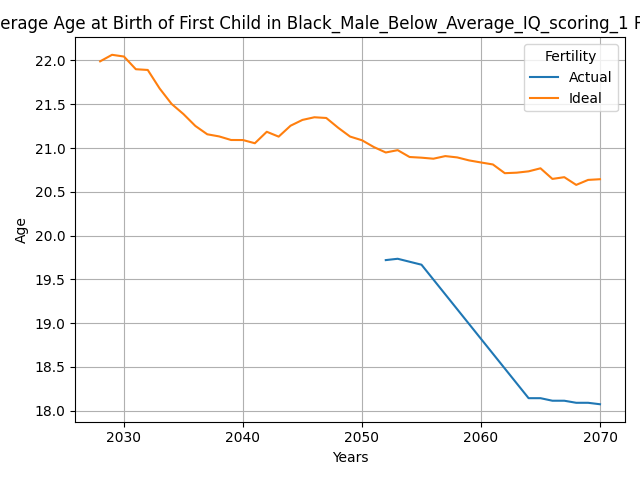 erage Age at Birth of First Child in Black_Male_Below_Average_IQ_scoring_1
Fertility
Actual
Ideal
22.0
21.5
21.0
20.5
20.0
19.5
19.0
18.5
18.0
Age
2030 2040 2050 2060 2070
Years